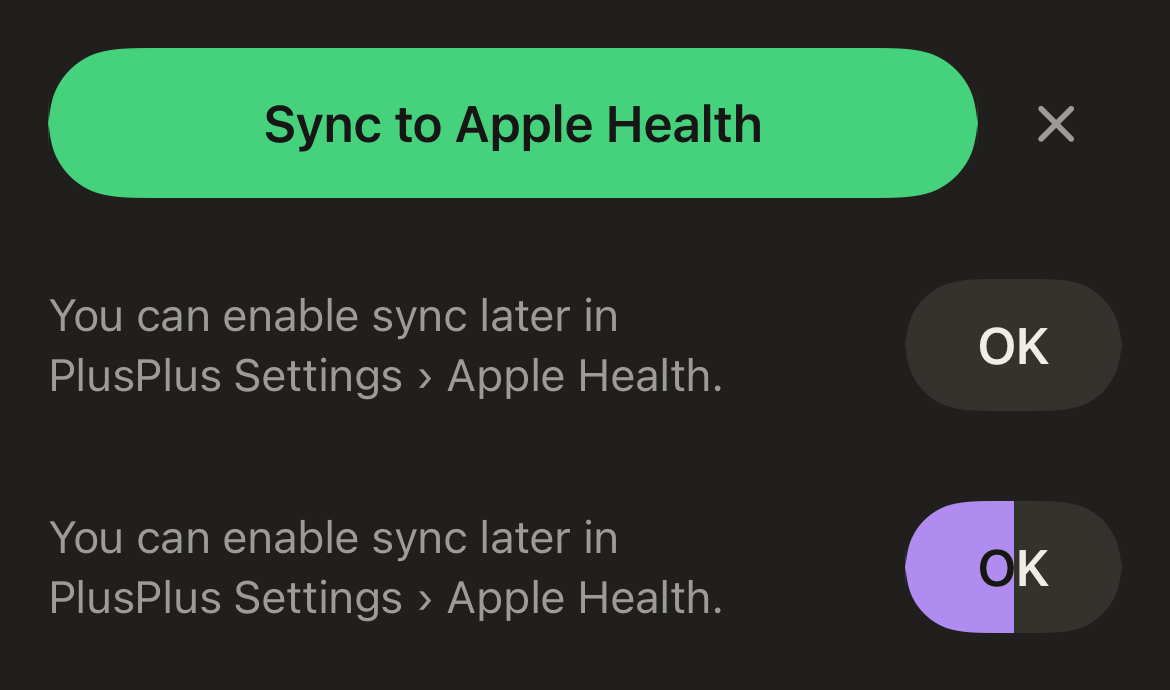 Sync to Apple Health
You can enable sync later in
PlusPlus Settings › Apple Health.
OK
You can enable sync later in
PlusPlus Settings › Apple Health.
OK